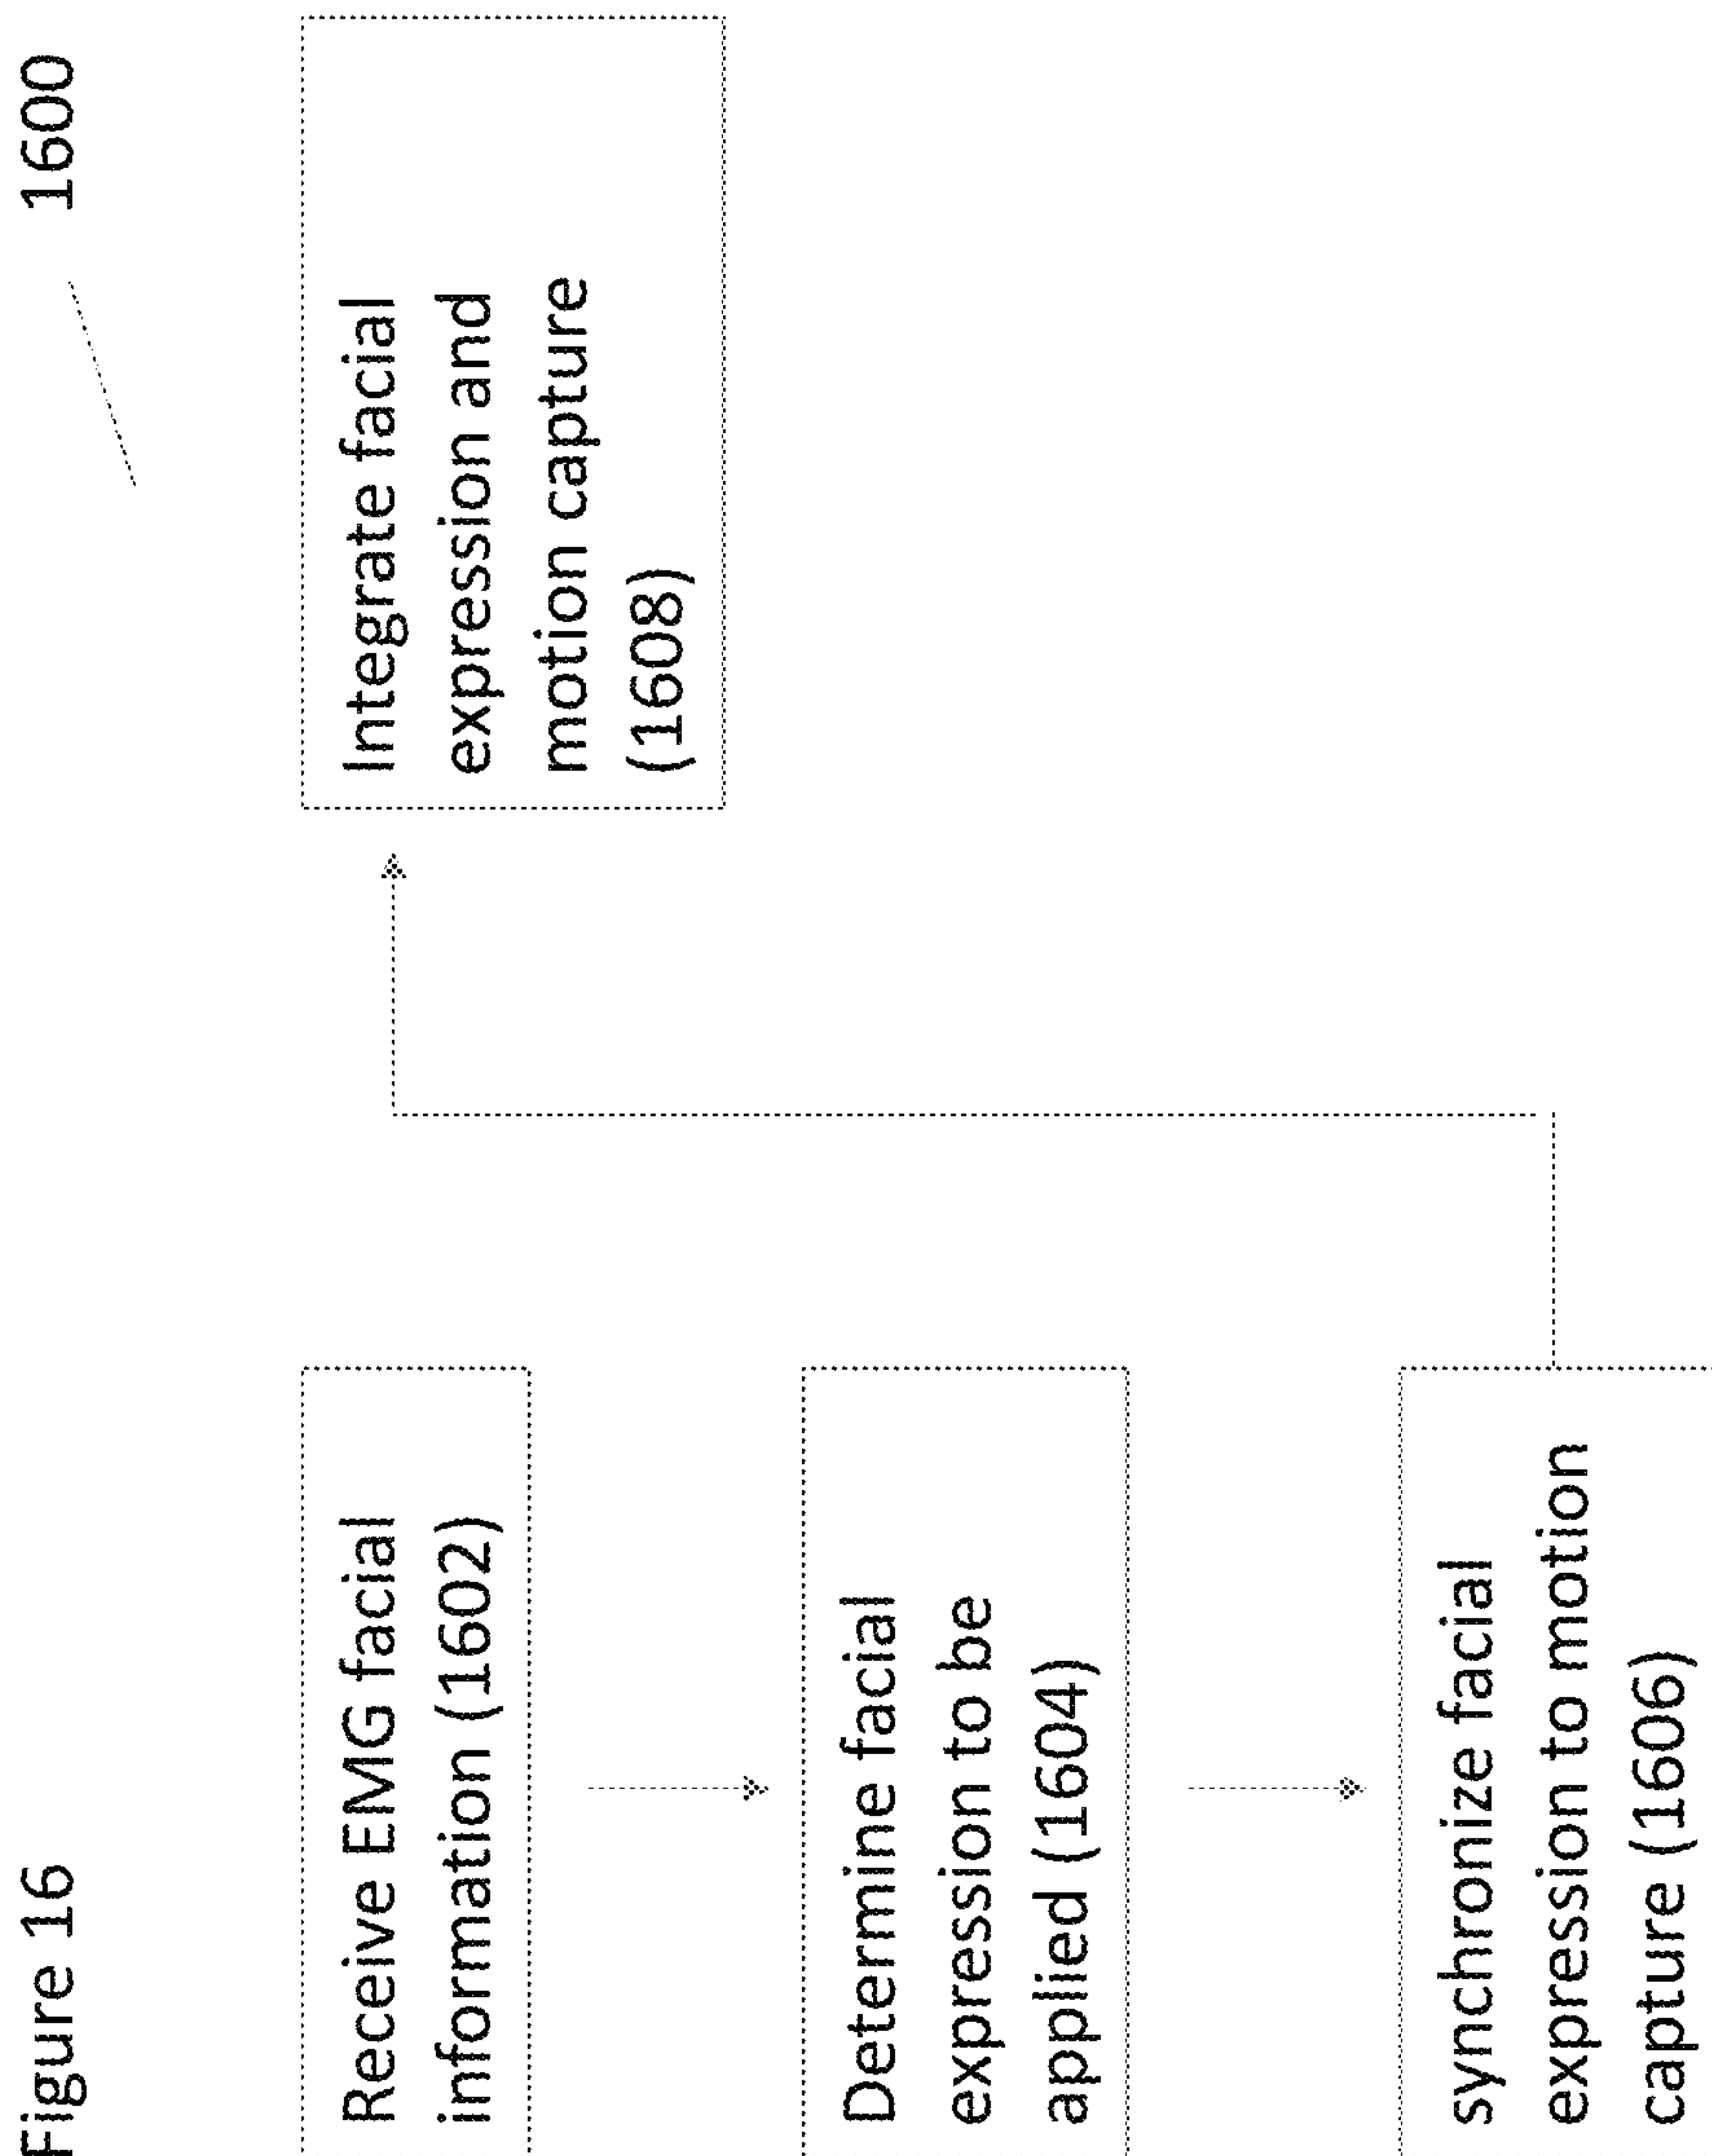 Figure 16
1600
Receive EMG facial
information (1602)
Determine facial
expression to be
applied (1604)
synchronize facial
expression to motion
capture (1606)
Integrate facial
expression and
motion capture
(1608)